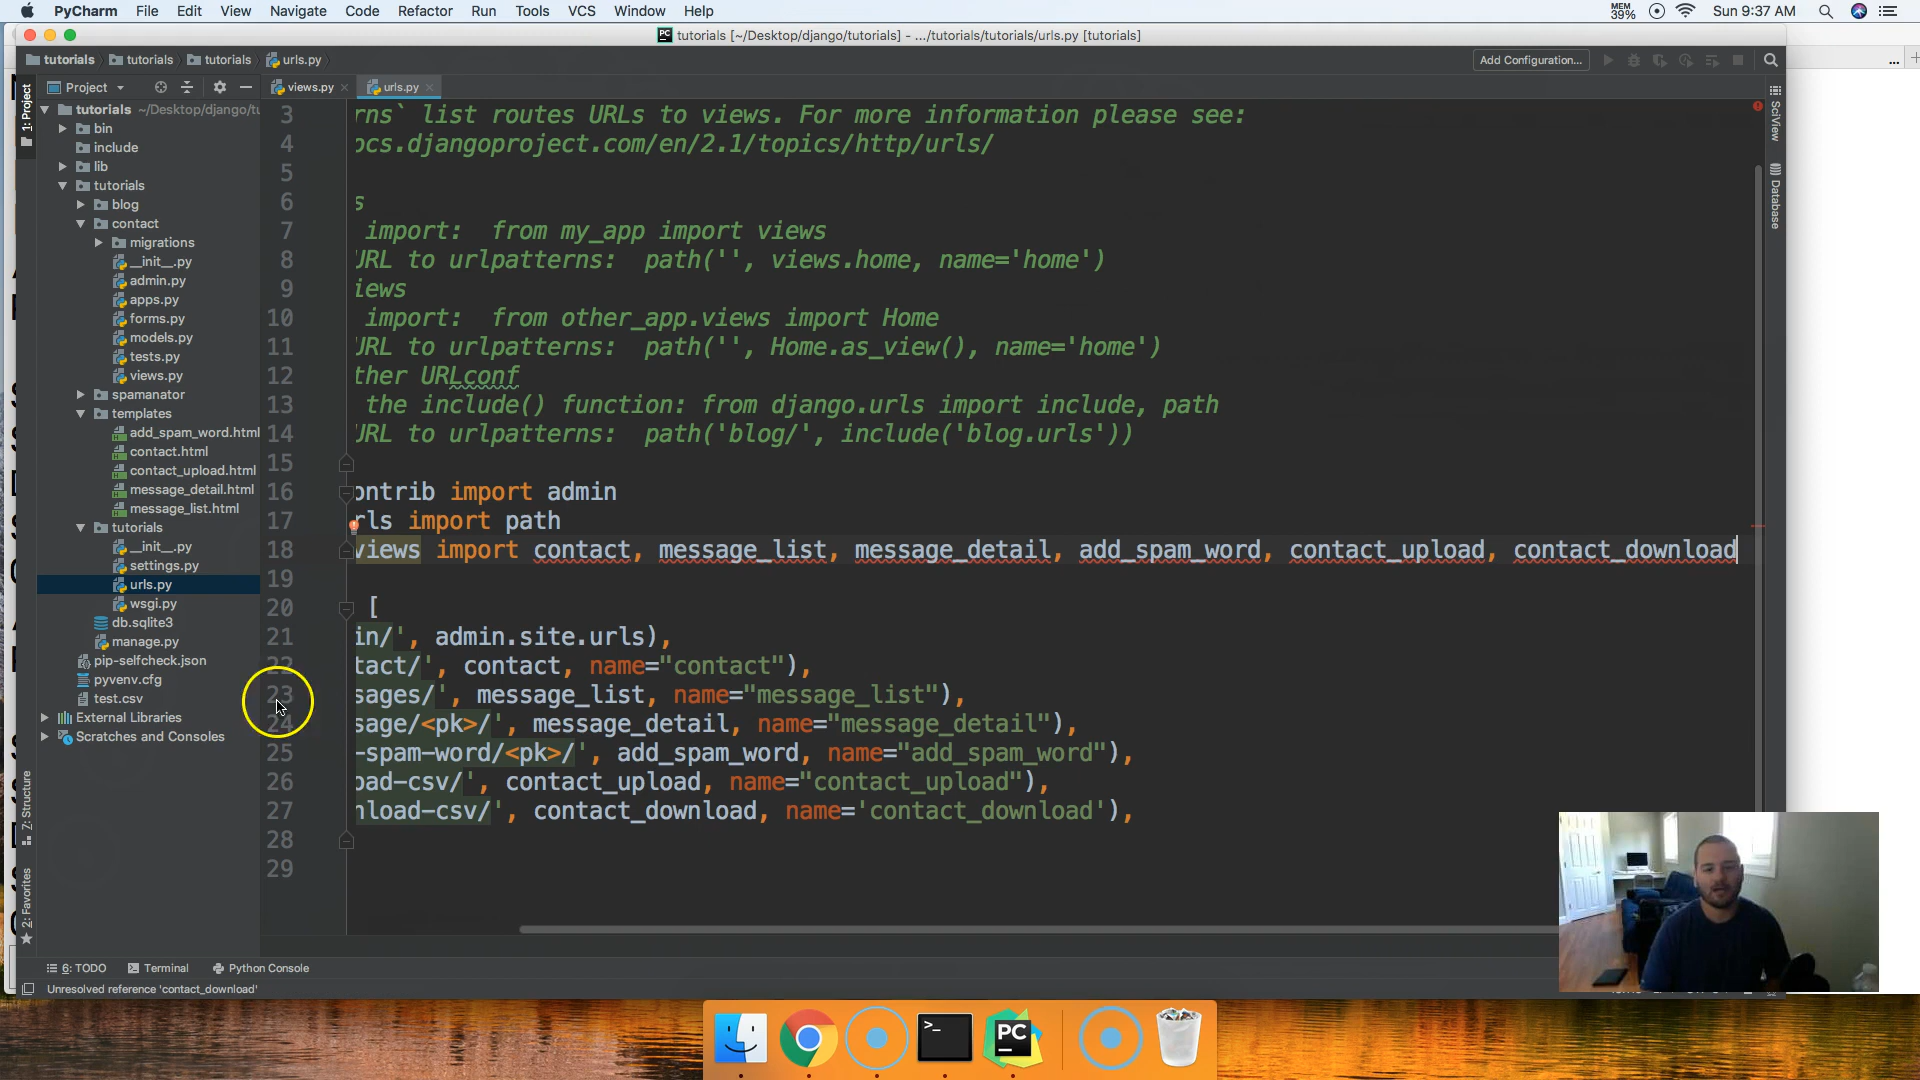 PyCharm File Edit View Navigate Code Refactor Run Tools VCS Window Help MEM 39% Sun 9:37 AM
PC tutorials [~/Desktop/django/tutorials] - .../tutorials/tutorials/urls.py [tutorials]
tutorials tutorials tutorials urls.py Add Configuration...
Project views.py urls.py
1: Project
7: Structure
2: Favorites
SciView
Database
tutorials ~/Desktop/django/tu
bin
include
lib
tutorials
blog
contact
migrations
__init__.py
admin.py
apps.py
forms.py
models.py
tests.py
views.py
spamanator
templates
add_spam_word.html
contact.html
contact_upload.html
message_detail.html
message_list.html
tutorials
__init__.py
settings.py
urls.py
wsgi.py
db.sqlite3
manage.py
pip-selfcheck.json
pyvenv.cfg
test.csv
External Libraries
Scratches and Consoles
3 rns` list routes URLs to views. For more information please see:
4 ocs.djangoproject.com/en/2.1/topics/http/urls/
5
6 s
7 import:  from my_app import views
8 URL to urlpatterns:  path('', views.home, name='home')
9 iews
10 import:  from other_app.views import Home
11 URL to urlpatterns:  path('', Home.as_view(), name='home')
12 ther URLconf
13 the include() function: from django.urls import include, path
14 URL to urlpatterns:  path('blog/', include('blog.urls'))
15
16 ontrib import admin
17 rls import path
18 views import contact, message_list, message_detail, add_spam_word, contact_upload, contact_download
19
20 [
21 in/', admin.site.urls),
22 tact/', contact, name="contact"),
23 sages/', message_list, name="message_list"),
24 sage/<pk>/', message_detail, name="message_detail"),
25 -spam-word/<pk>/', add_spam_word, name="add_spam_word"),
26 oad-csv/', contact_upload, name="contact_upload"),
27 nload-csv/', contact_download, name='contact_download'),
28
29
6: TODO Terminal Python Console
Unresolved reference 'contact_download'
>_ PC